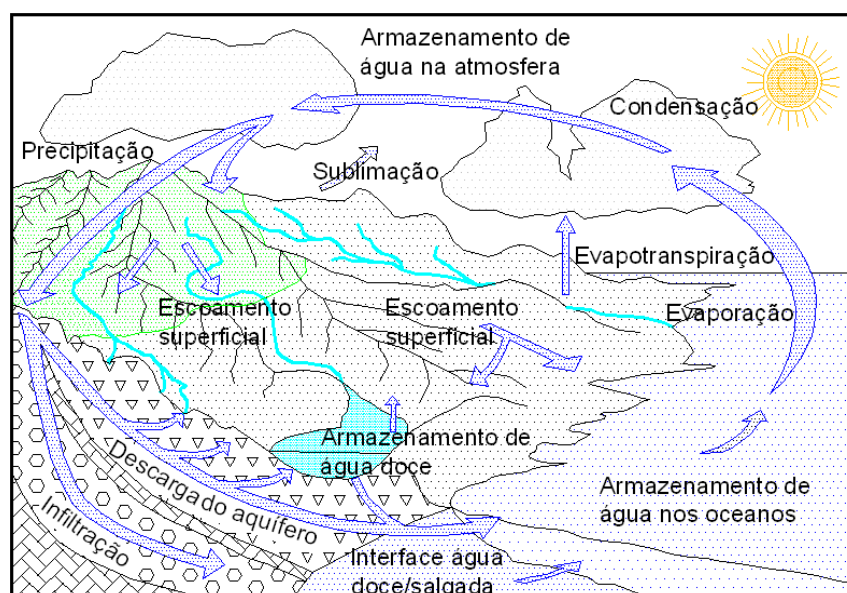 Armazenamento de
água na atmosfera
Condensação
Precipitação
Sublimação
Evapotranspiração
Evaporação
Escoamento
superficial
Escoamento
superficial
Armazenamento de
água doce
Descarga do aquífero
Infiltração
Armazenamento de
água nos oceanos
Interface água
doce/salgada